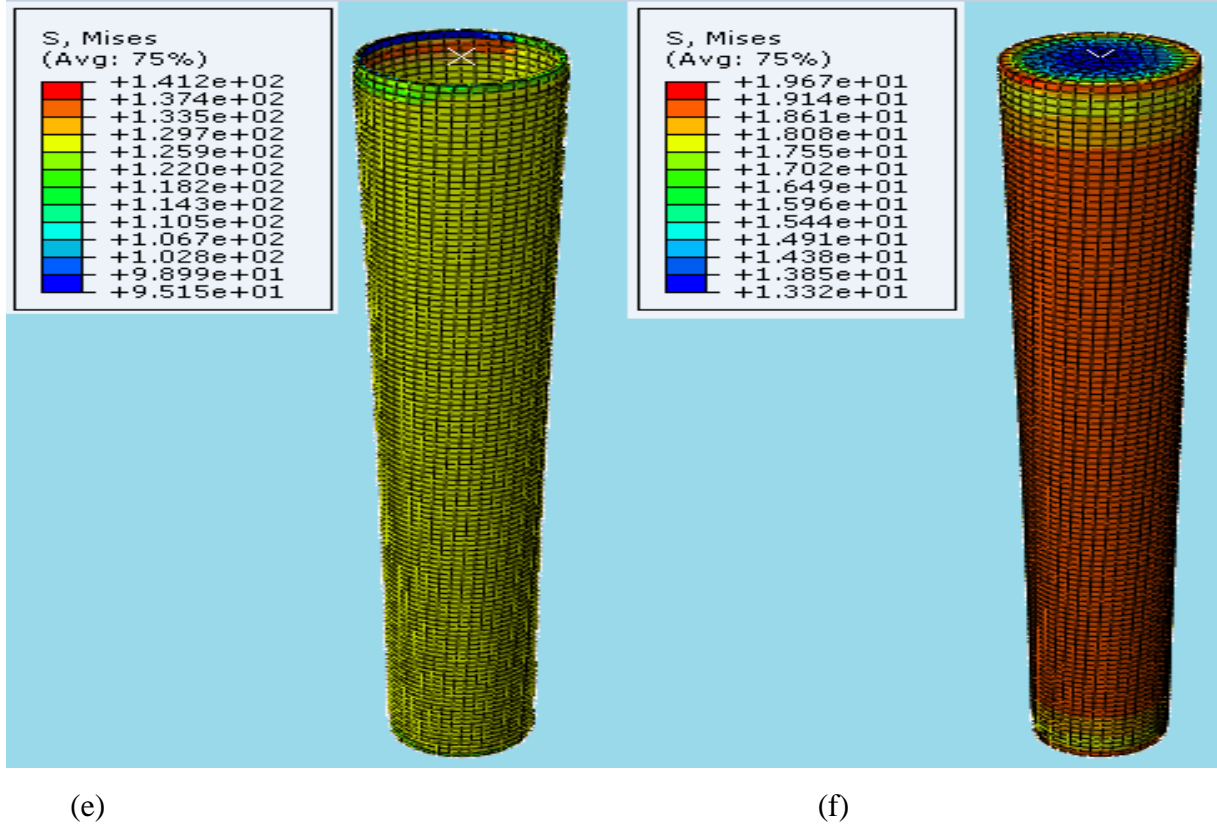 S, Mises
(Avg: 75%)
+1.412e+02
+1.374e+02
+1.335e+02
+1.297e+02
+1.259e+02
+1.220e+02
+1.182e+02
+1.143e+02
+1.105e+02
+1.067e+02
+1.028e+02
+9.899e+01
+9.515e+01
S, Mises
(Avg: 75%)
+1.967e+01
+1.914e+01
+1.861e+01
+1.808e+01
+1.755e+01
+1.702e+01
+1.649e+01
+1.596e+01
+1.544e+01
+1.491e+01
+1.438e+01
+1.385e+01
+1.332e+01
(e)
(f)